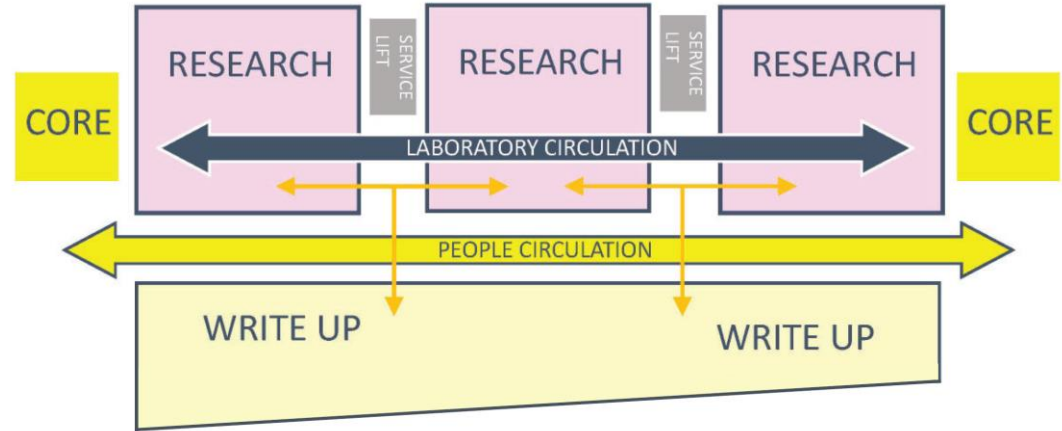 RESEARCH
SERVICE
LIFT
RESEARCH
SERVICE
LIFT
RESEARCH
CORE
CORE
LABORATORY CIRCULATION
PEOPLE CIRCULATION
WRITE UP
WRITE UP